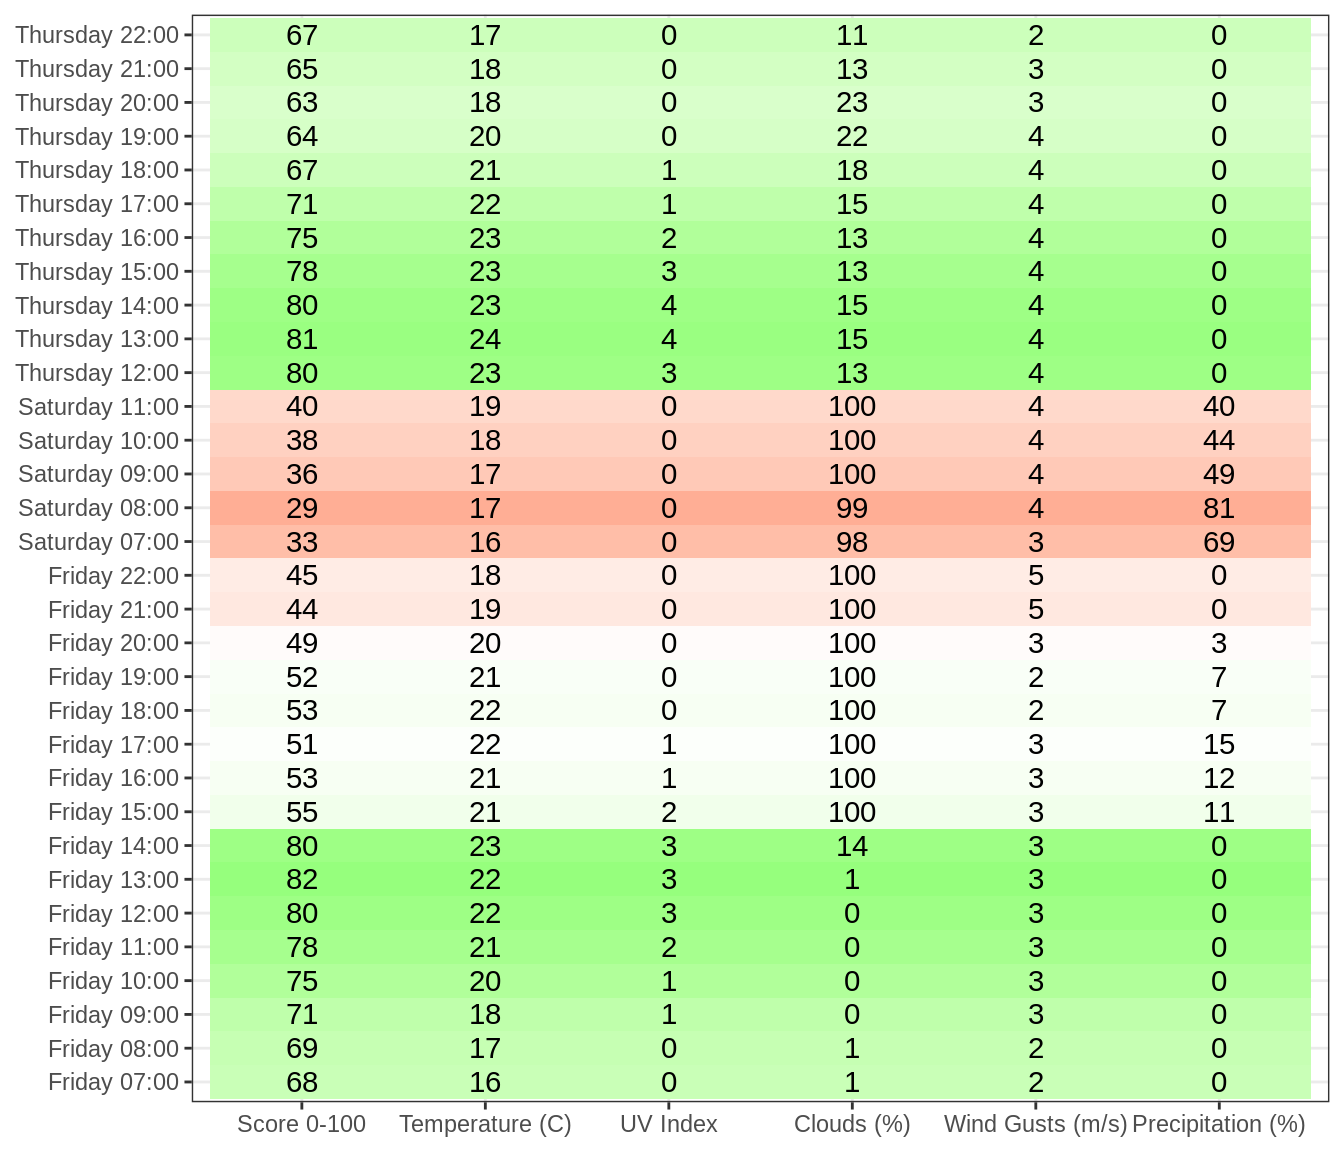 Thursday 22:00 67 17 0 11 2 0
Thursday 21:00 65 18 0 13 3 0
Thursday 20:00 63 18 0 23 3 0
Thursday 19:00 64 20 0 22 4 0
Thursday 18:00 67 21 1 18 4 0
Thursday 17:00 71 22 1 15 4 0
Thursday 16:00 75 23 2 13 4 0
Thursday 15:00 78 23 3 13 4 0
Thursday 14:00 80 23 4 15 4 0
Thursday 13:00 81 24 4 15 4 0
Thursday 12:00 80 23 3 13 4 0
Saturday 11:00 40 19 0 100 4 40
Saturday 10:00 38 18 0 100 4 44
Saturday 09:00 36 17 0 100 4 49
Saturday 08:00 29 17 0 99 4 81
Saturday 07:00 33 16 0 98 3 69
Friday 22:00 45 18 0 100 5 0
Friday 21:00 44 19 0 100 5 0
Friday 20:00 49 20 0 100 3 3
Friday 19:00 52 21 0 100 2 7
Friday 18:00 53 22 0 100 2 7
Friday 17:00 51 22 1 100 3 15
Friday 16:00 53 21 1 100 3 12
Friday 15:00 55 21 2 100 3 11
Friday 14:00 80 23 3 14 3 0
Friday 13:00 82 22 3 1 3 0
Friday 12:00 80 22 3 0 3 0
Friday 11:00 78 21 2 0 3 0
Friday 10:00 75 20 1 0 3 0
Friday 09:00 71 18 1 0 3 0
Friday 08:00 69 17 0 1 2 0
Friday 07:00 68 16 0 1 2 0
Score 0-100 Temperature (C) UV Index Clouds (%) Wind Gusts (m/s) Precipitation (%)